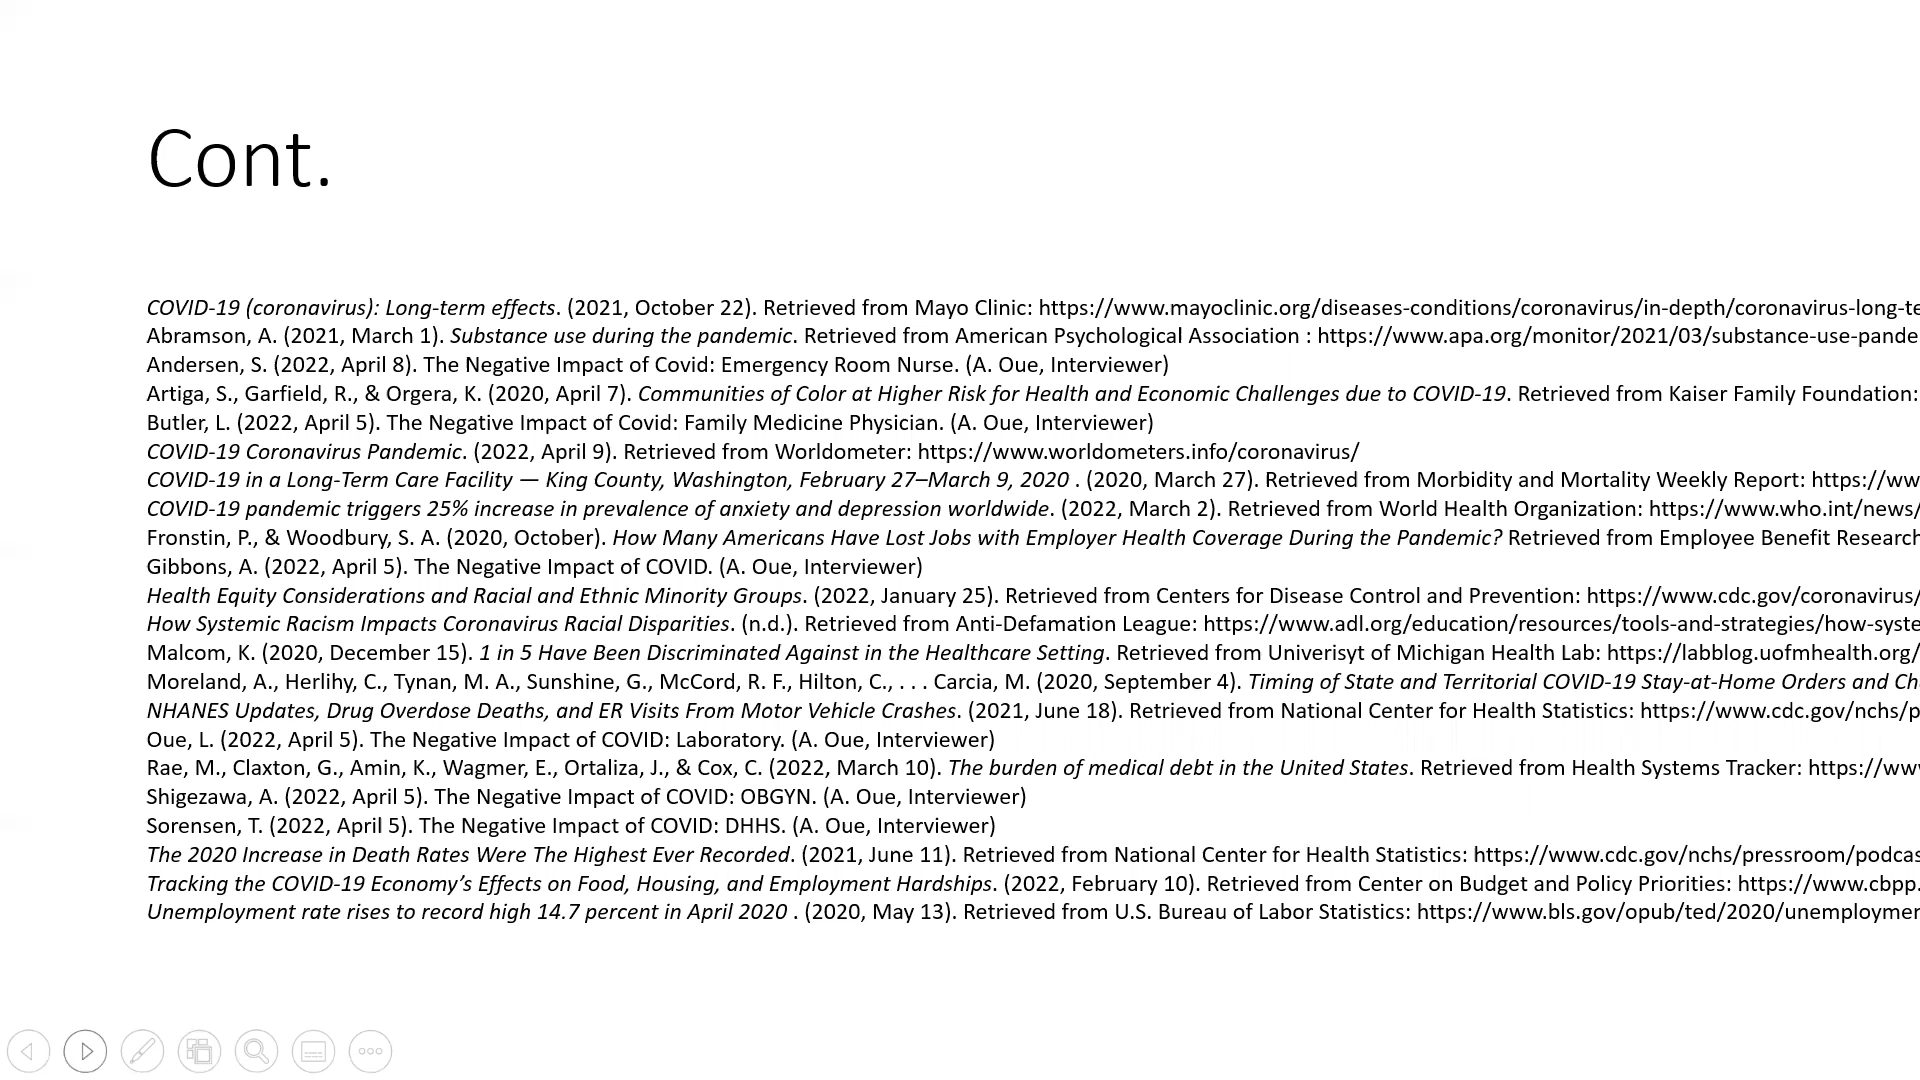 Cont.
COVID-19 (coronavirus): Long-term effects. (2021, October 22). Retrieved from Mayo Clinic: https://www.mayoclinic.org/diseases-conditions/coronavirus/in-depth/coronavirus-long-te
Abramson, A. (2021, March 1). Substance use during the pandemic. Retrieved from American Psychological Association : https://www.apa.org/monitor/2021/03/substance-use-pande
Andersen, S. (2022, April 8). The Negative Impact of Covid: Emergency Room Nurse. (A. Oue, Interviewer)
Artiga, S., Garfield, R., & Orgera, K. (2020, April 7). Communities of Color at Higher Risk for Health and Economic Challenges due to COVID-19. Retrieved from Kaiser Family Foundation:
Butler, L. (2022, April 5). The Negative Impact of Covid: Family Medicine Physician. (A. Oue, Interviewer)
COVID-19 Coronavirus Pandemic. (2022, April 9). Retrieved from Worldometer: https://www.worldometers.info/coronavirus/
COVID-19 in a Long-Term Care Facility — King County, Washington, February 27–March 9, 2020 . (2020, March 27). Retrieved from Morbidity and Mortality Weekly Report: https://ww
COVID-19 pandemic triggers 25% increase in prevalence of anxiety and depression worldwide. (2022, March 2). Retrieved from World Health Organization: https://www.who.int/news/
Fronstin, P., & Woodbury, S. A. (2020, October). How Many Americans Have Lost Jobs with Employer Health Coverage During the Pandemic? Retrieved from Employee Benefit Research
Gibbons, A. (2022, April 5). The Negative Impact of COVID. (A. Oue, Interviewer)
Health Equity Considerations and Racial and Ethnic Minority Groups. (2022, January 25). Retrieved from Centers for Disease Control and Prevention: https://www.cdc.gov/coronavirus/
How Systemic Racism Impacts Coronavirus Racial Disparities. (n.d.). Retrieved from Anti-Defamation League: https://www.adl.org/education/resources/tools-and-strategies/how-syste
Malcom, K. (2020, December 15). 1 in 5 Have Been Discriminated Against in the Healthcare Setting. Retrieved from Univerisyt of Michigan Health Lab: https://labblog.uofmhealth.org/
Moreland, A., Herlihy, C., Tynan, M. A., Sunshine, G., McCord, R. F., Hilton, C., . . . Carcia, M. (2020, September 4). Timing of State and Territorial COVID-19 Stay-at-Home Orders and Ch
NHANES Updates, Drug Overdose Deaths, and ER Visits From Motor Vehicle Crashes. (2021, June 18). Retrieved from National Center for Health Statistics: https://www.cdc.gov/nchs/p
Oue, L. (2022, April 5). The Negative Impact of COVID: Laboratory. (A. Oue, Interviewer)
Rae, M., Claxton, G., Amin, K., Wagmer, E., Ortaliza, J., & Cox, C. (2022, March 10). The burden of medical debt in the United States. Retrieved from Health Systems Tracker: https://ww
Shigezawa, A. (2022, April 5). The Negative Impact of COVID: OBGYN. (A. Oue, Interviewer)
Sorensen, T. (2022, April 5). The Negative Impact of COVID: DHHS. (A. Oue, Interviewer)
The 2020 Increase in Death Rates Were The Highest Ever Recorded. (2021, June 11). Retrieved from National Center for Health Statistics: https://www.cdc.gov/nchs/pressroom/podcas
Tracking the COVID-19 Economy’s Effects on Food, Housing, and Employment Hardships. (2022, February 10). Retrieved from Center on Budget and Policy Priorities: https://www.cbpp.
Unemployment rate rises to record high 14.7 percent in April 2020 . (2020, May 13). Retrieved from U.S. Bureau of Labor Statistics: https://www.bls.gov/opub/ted/2020/unemploymen